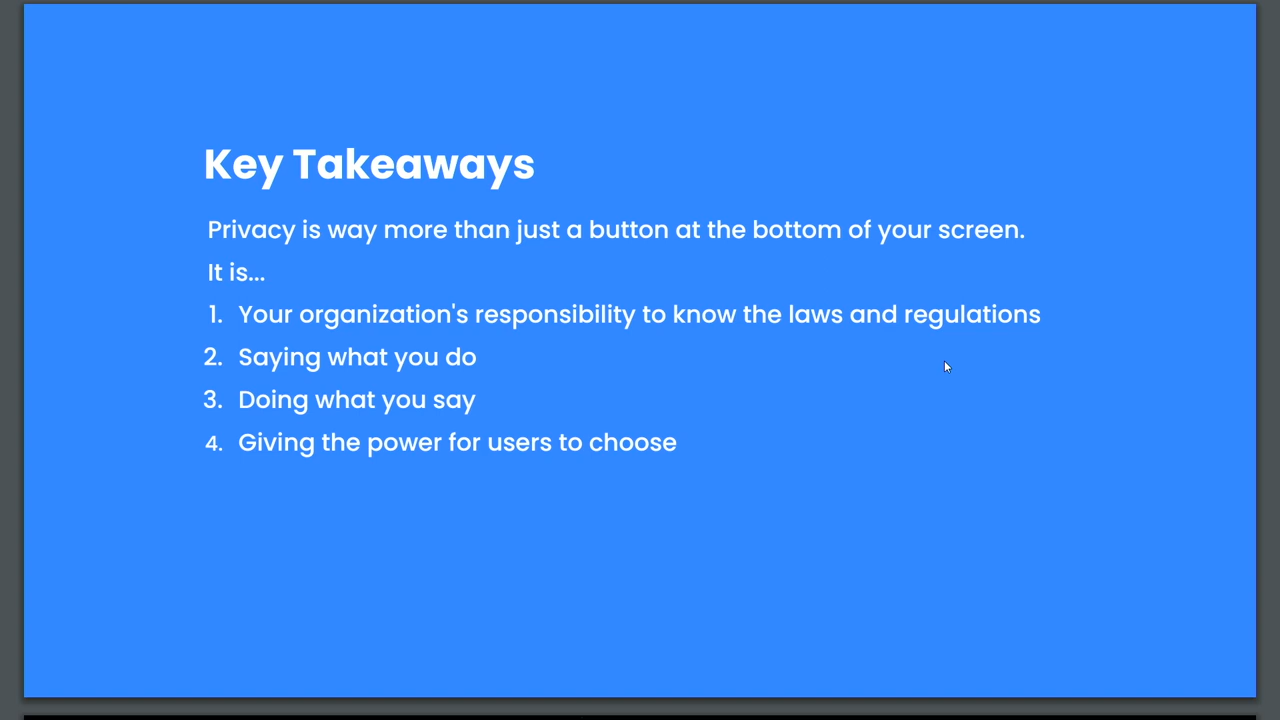 Key Takeaways
Privacy is way more than just a button at the bottom of your screen.
It is...
1. Your organization's responsibility to know the laws and regulations
2. Saying what you do
3. Doing what you say
4. Giving the power for users to choose